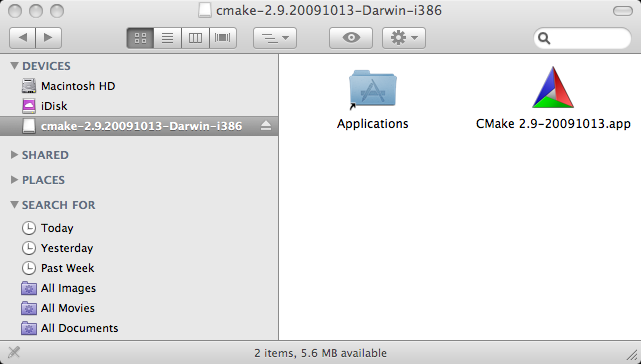 cmake-2.9.20091013-Darwin-i386
DEVICES
Macintosh HD
iDisk
cmake-2.9.20091013-Darwin-i386
SHARED
PLACES
SEARCH FOR
Today
Yesterday
Past Week
All Images
All Movies
All Documents
Applications
CMake 2.9-20091013.app
2 items, 5.6 MB available